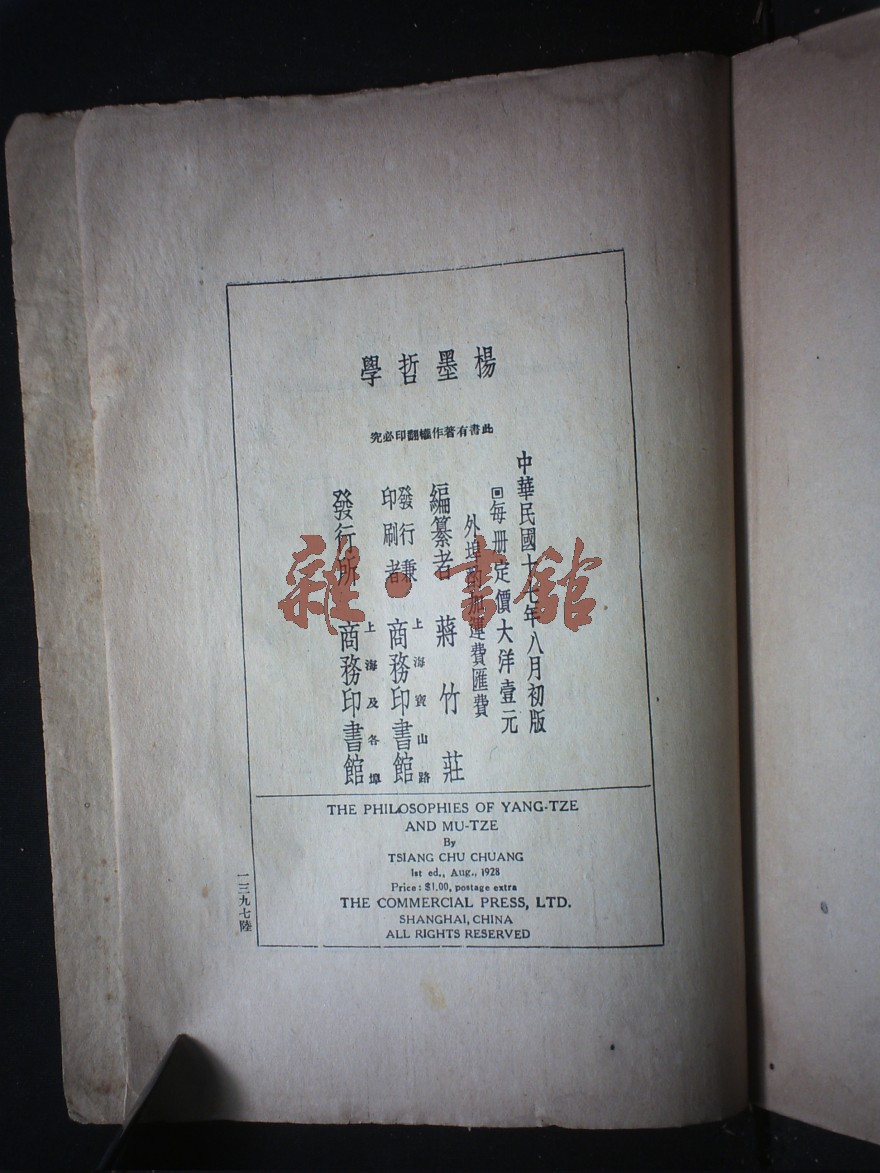 楊墨哲學
此書有著作權翻印必究
中華民國十七年八月初版
回每册定價大洋壹元
外埠酌加運費匯費
編纂者 蔣竹莊
發行兼印刷者 上海寶山路 商務印書館
發行所 上海及各埠 商務印書館
THE PHILOSOPHIES OF YANG-TZE
AND MU-TZE
By
TSIANG CHU CHUANG
1st ed., Aug., 1928
Price : $1.00, postage extra
THE COMMERCIAL PRESS, LTD.
SHANGHAI, CHINA
ALL RIGHTS RESERVED
一三九七陸
雜·書館